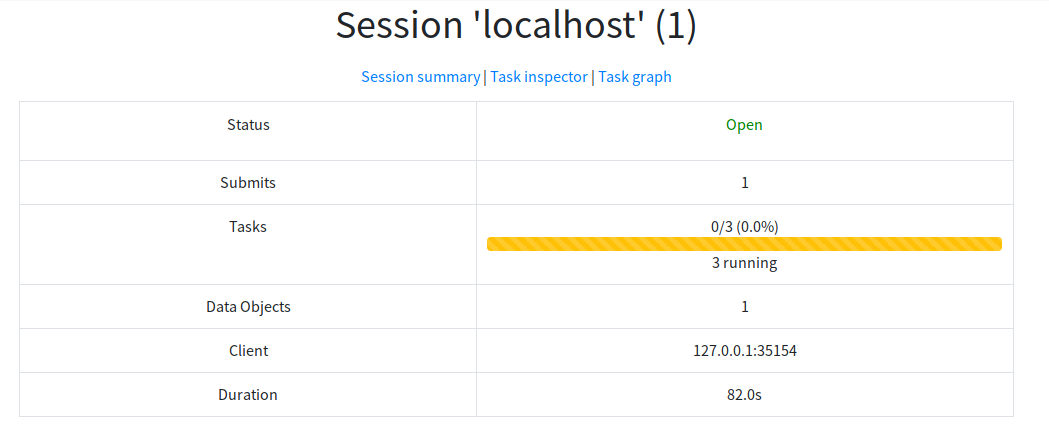 Session 'localhost' (1)
Session summary | Task inspector | Task graph
Status Open
Submits 1
Tasks 0/3 (0.0%)
3 running
Data Objects 1
Client 127.0.0.1:35154
Duration 82.0s